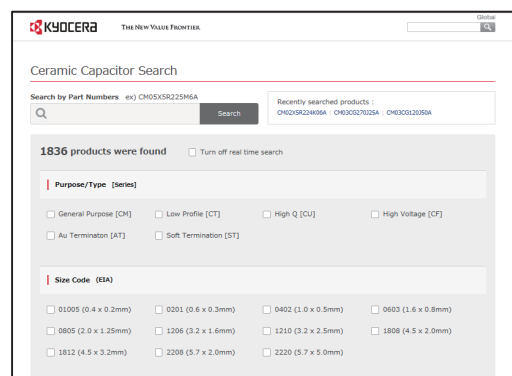 Global
KYOCERA THE NEW VALUE FRONTIER
Ceramic Capacitor Search
Search by Part Numbers ex) CM05X5R225M6A
Search
Recently searched products :
CM02X5R224K06A | CM03CG270J25A | CM03CG120J50A
1836 products were found Turn off real time search
Purpose/Type [Series]
General Purpose [CM] Low Profile [CT] High Q [CU] High Voltage [CF]
Au Terminaton [AT] Soft Termination [ST]
Size Code (EIA)
01005 (0.4 x 0.2mm) 0201 (0.6 x 0.3mm) 0402 (1.0 x 0.5mm) 0603 (1.6 x 0.8mm)
0805 (2.0 x 1.25mm) 1206 (3.2 x 1.6mm) 1210 (3.2 x 2.5mm) 1808 (4.5 x 2.0mm)
1812 (4.5 x 3.2mm) 2208 (5.7 x 2.0mm) 2220 (5.7 x 5.0mm)